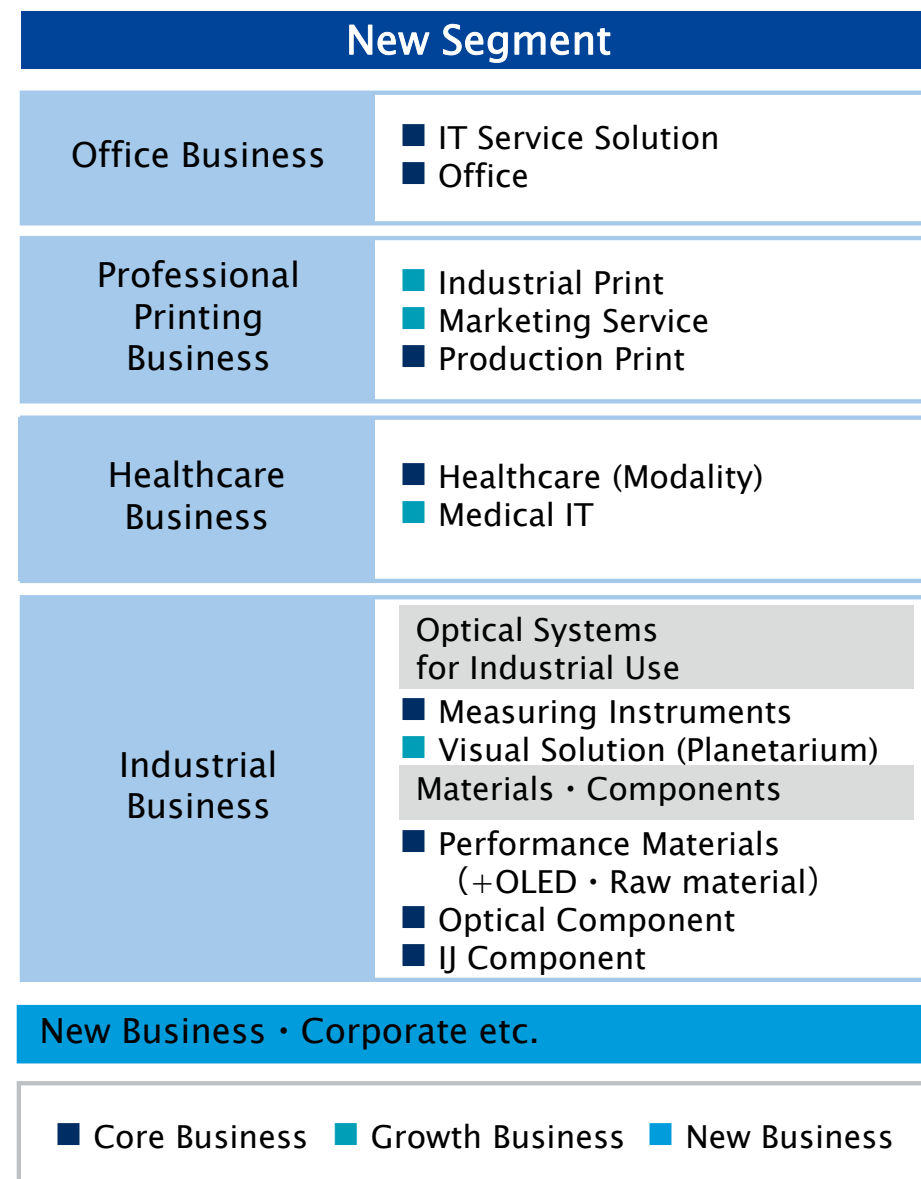 New Segment
Office Business
■ IT Service Solution
■ Office
Professional
Printing
Business
■ Industrial Print
■ Marketing Service
■ Production Print
Healthcare
Business
■ Healthcare (Modality)
■ Medical IT
Industrial
Business
Optical Systems
for Industrial Use
■ Measuring Instruments
■ Visual Solution (Planetarium)
Materials・Components
■ Performance Materials
（+OLED・Raw material）
■ Optical Component
■ IJ Component
New Business・Corporate etc.
■ Core Business ■ Growth Business ■ New Business